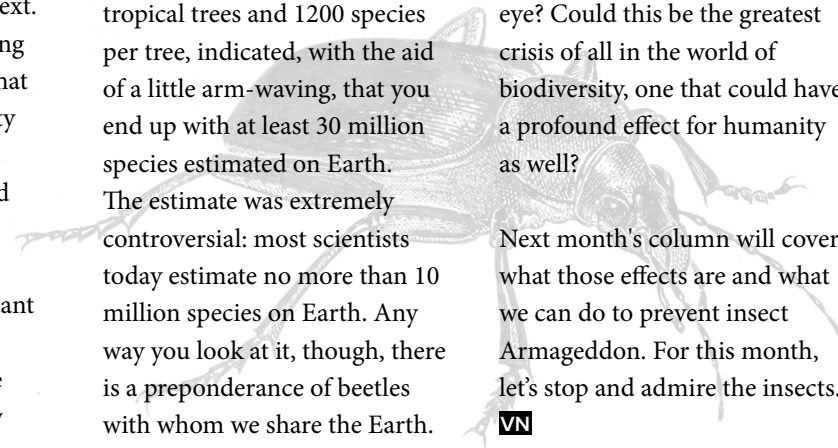 ext.
ng
hat
ty
d
ant
e
y
tropical trees and 1200 species
per tree, indicated, with the aid
of a little arm-waving, that you
end up with at least 30 million
species estimated on Earth.
The estimate was extremely
controversial: most scientists
today estimate no more than 10
million species on Earth. Any
way you look at it, though, there
is a preponderance of beetles
with whom we share the Earth.
eye? Could this be the greatest
crisis of all in the world of
biodiversity, one that could have
a profound effect for humanity
as well?
Next month's column will cover
what those effects are and what
we can do to prevent insect
Armageddon. For this month,
let's stop and admire the insects.
VN